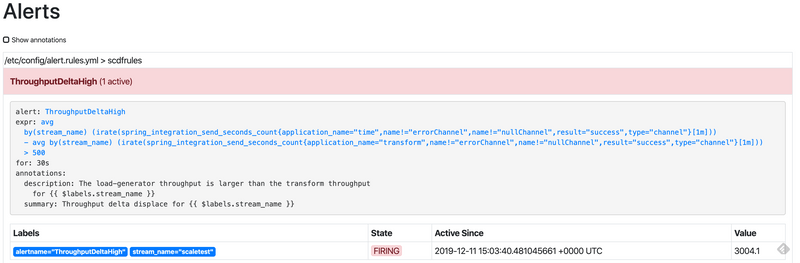 Alerts
Show annotations
/etc/config/alert.rules.yml > scdfrules
ThroughputDeltaHigh (1 active)
alert: ThroughputDeltaHigh
expr: avg
by(stream_name) (irate(spring_integration_send_seconds_count{application_name="time",name!="errorChannel",name!="nullChannel",result="success",type="channel"}[1m]))
- avg by(stream_name) (irate(spring_integration_send_seconds_count{application_name="transform",name!="errorChannel",name!="nullChannel",result="success",type="channel"}[1m]))
> 500
for: 30s
annotations:
description: The load-generator throughput is larger than the transform throughput
for {{ $labels.stream_name }}
summary: Throughput delta displace for {{ $labels.stream_name }}
Labels State Active Since Value
alertname="ThroughputDeltaHigh" stream_name="scaletest" FIRING 2019-12-11 15:03:40.481045661 +0000 UTC 3004.1